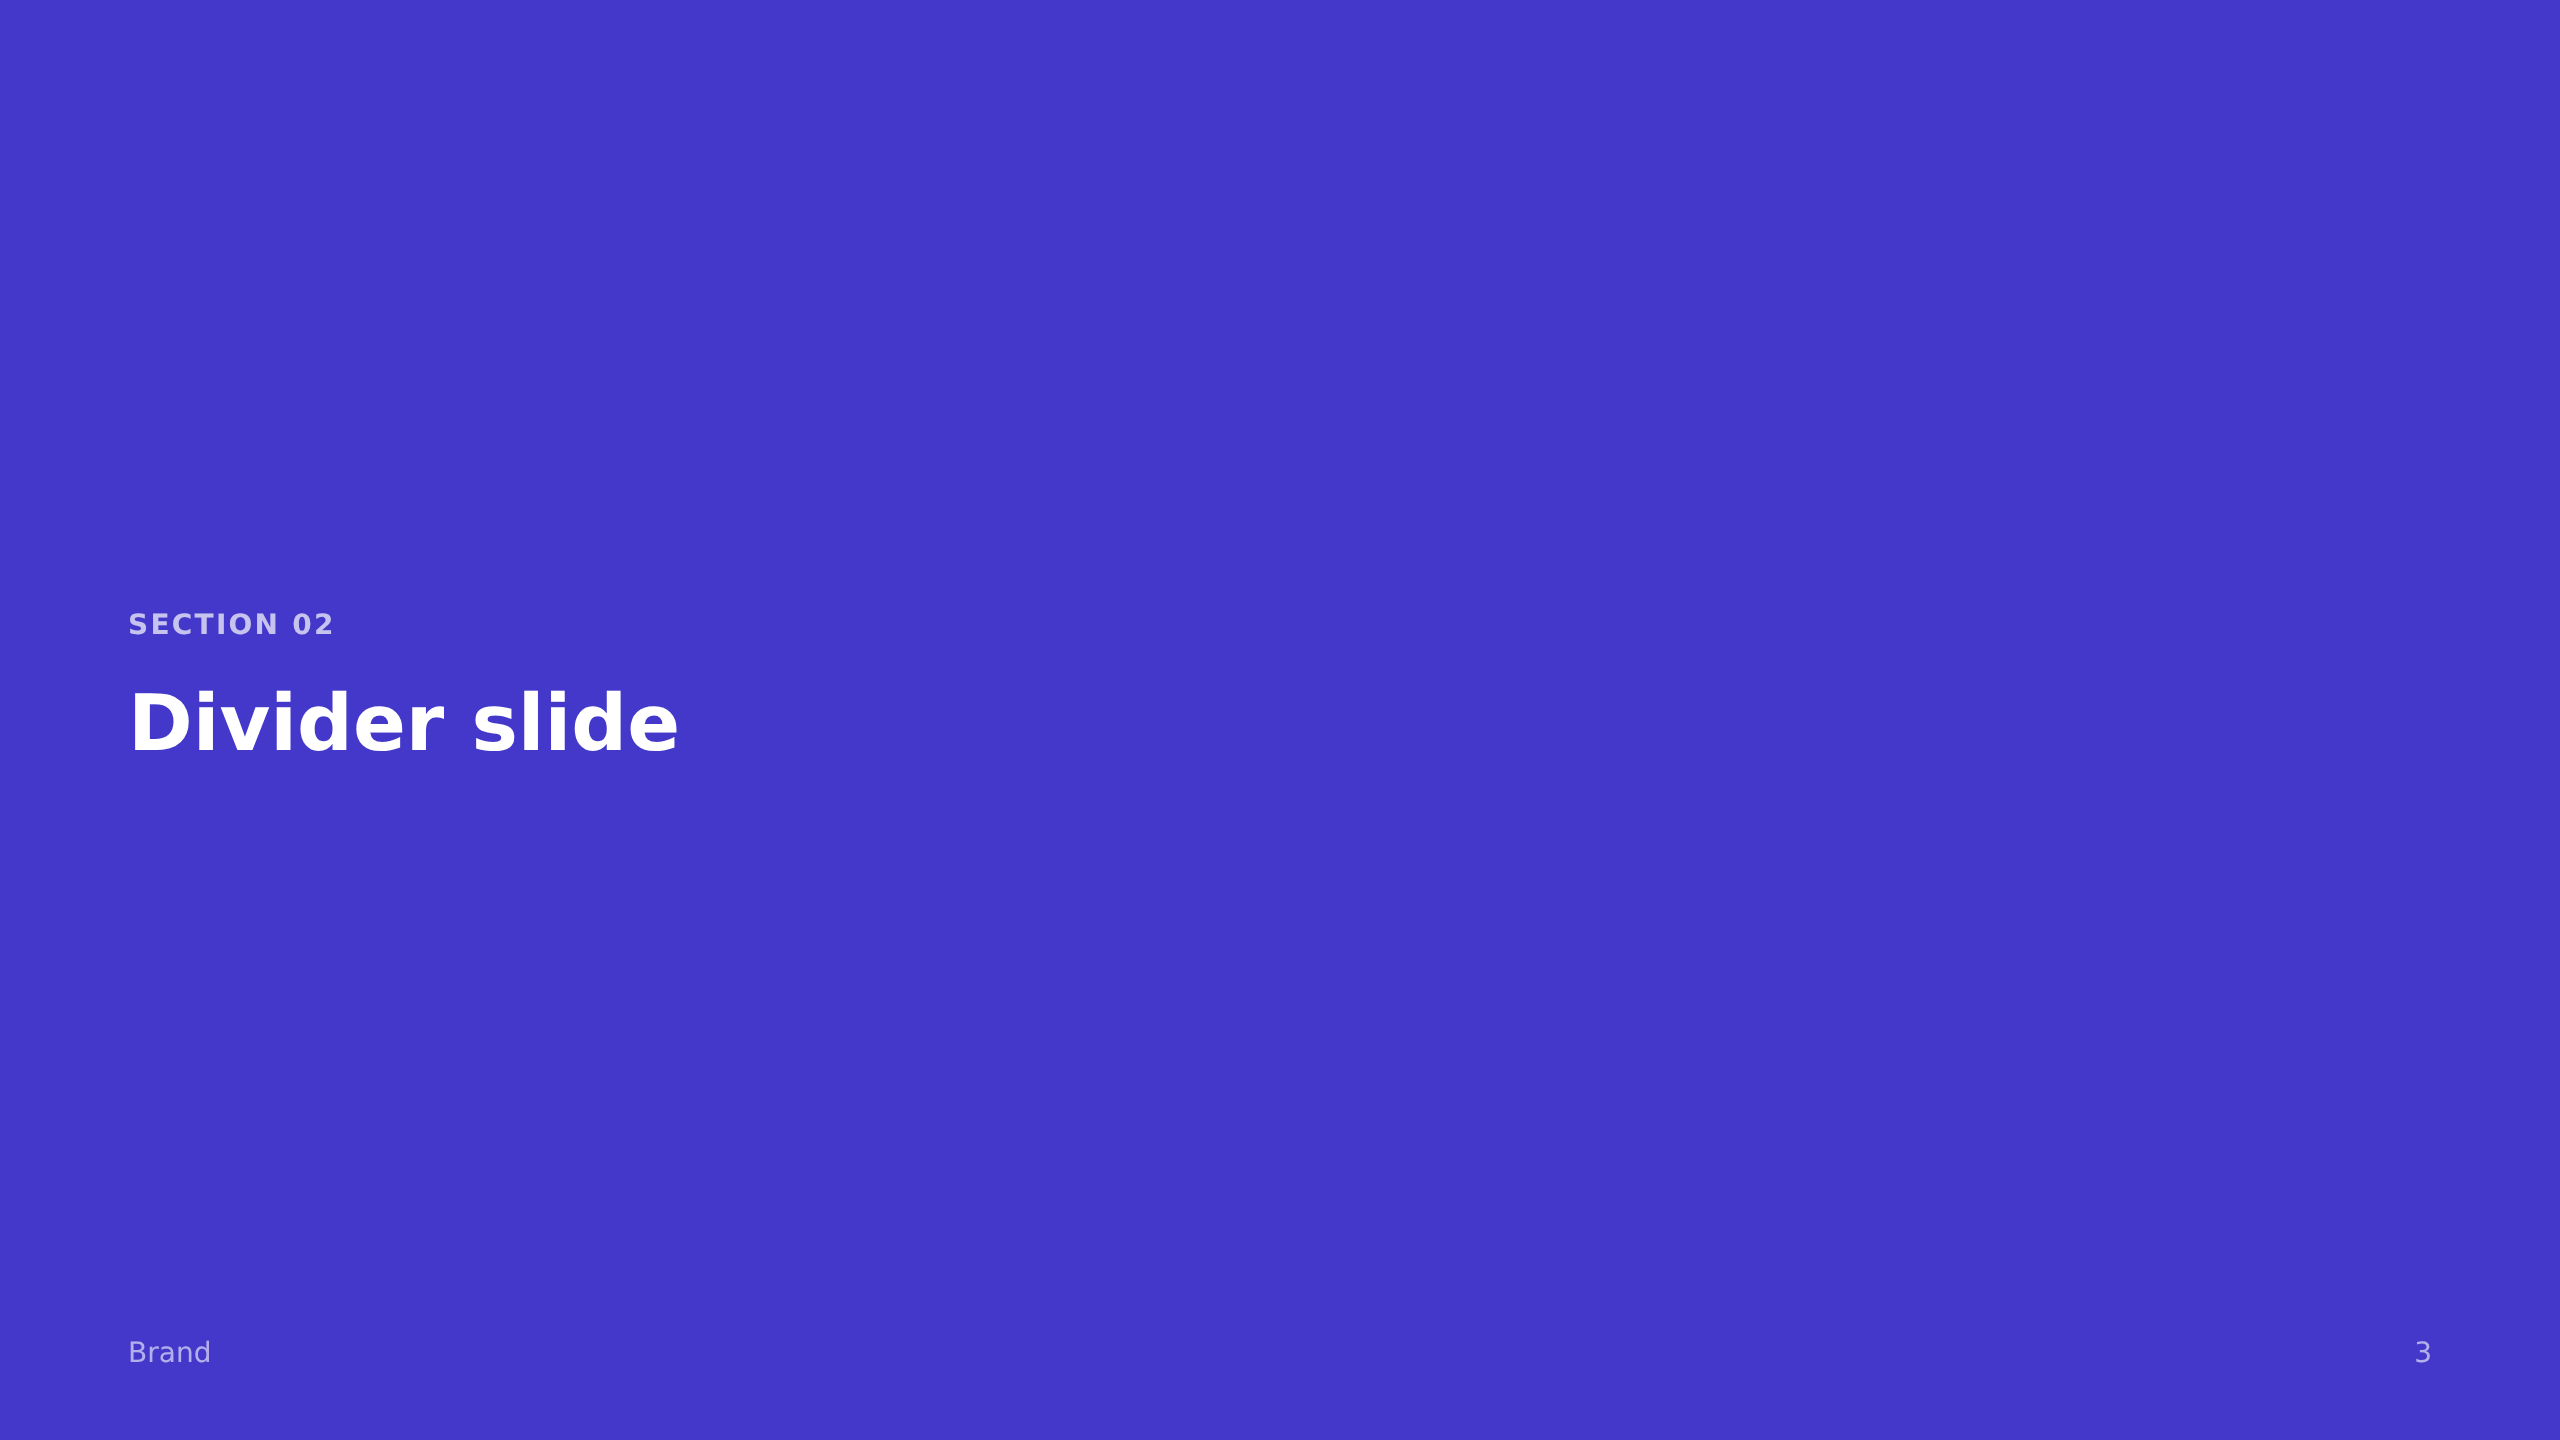 SECTION 02
Divider slide
Brand
3